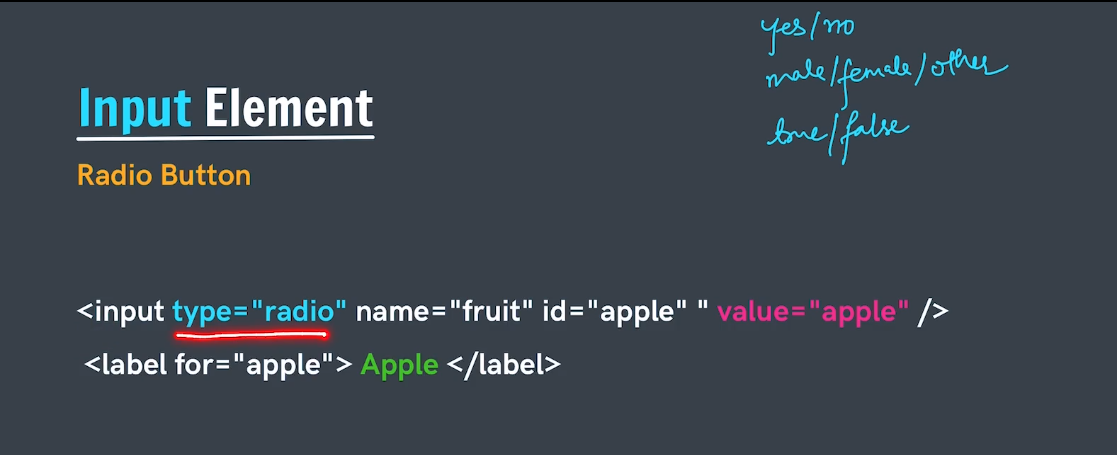 yes/no
male/female/other
true/false
Input Element
Radio Button
<input type="radio" name="fruit" id="apple" " value="apple" />
<label for="apple"> Apple </label>